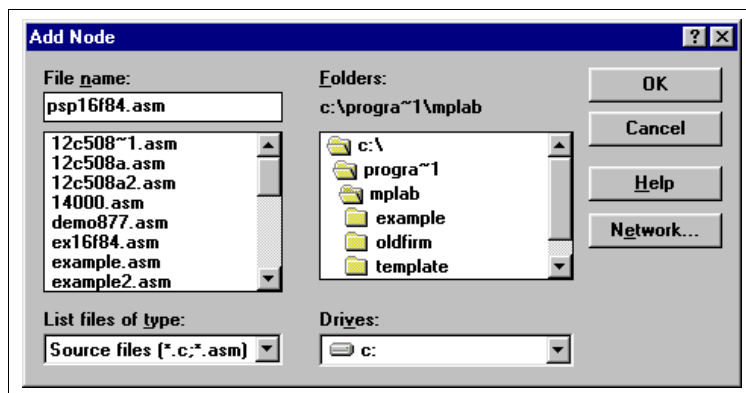 Add Node
File name:
psp16f84.asm
12c508~1.asm
12c508a.asm
12c508a2.asm
14000.asm
demo877.asm
ex16f84.asm
example.asm
example2.asm
List files of type:
Source files (*.c;*.asm)
Folders:
c:\progra~1\mplab
c:\
progra~1
mplab
example
oldfirm
template
Drives:
c:
OK
Cancel
Help
Network...